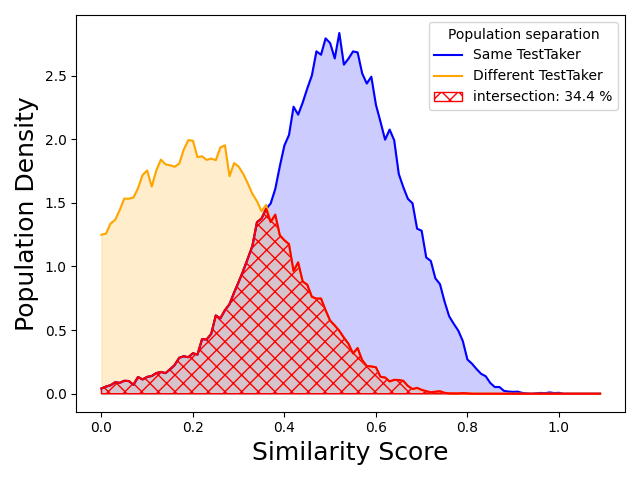 Population separation
Same TestTaker
Different TestTaker
intersection: 34.4 %
Population Density
2.5
2.0
1.5
1.0
0.5
0.0
0.0 0.2 0.4 0.6 0.8 1.0
Similarity Score